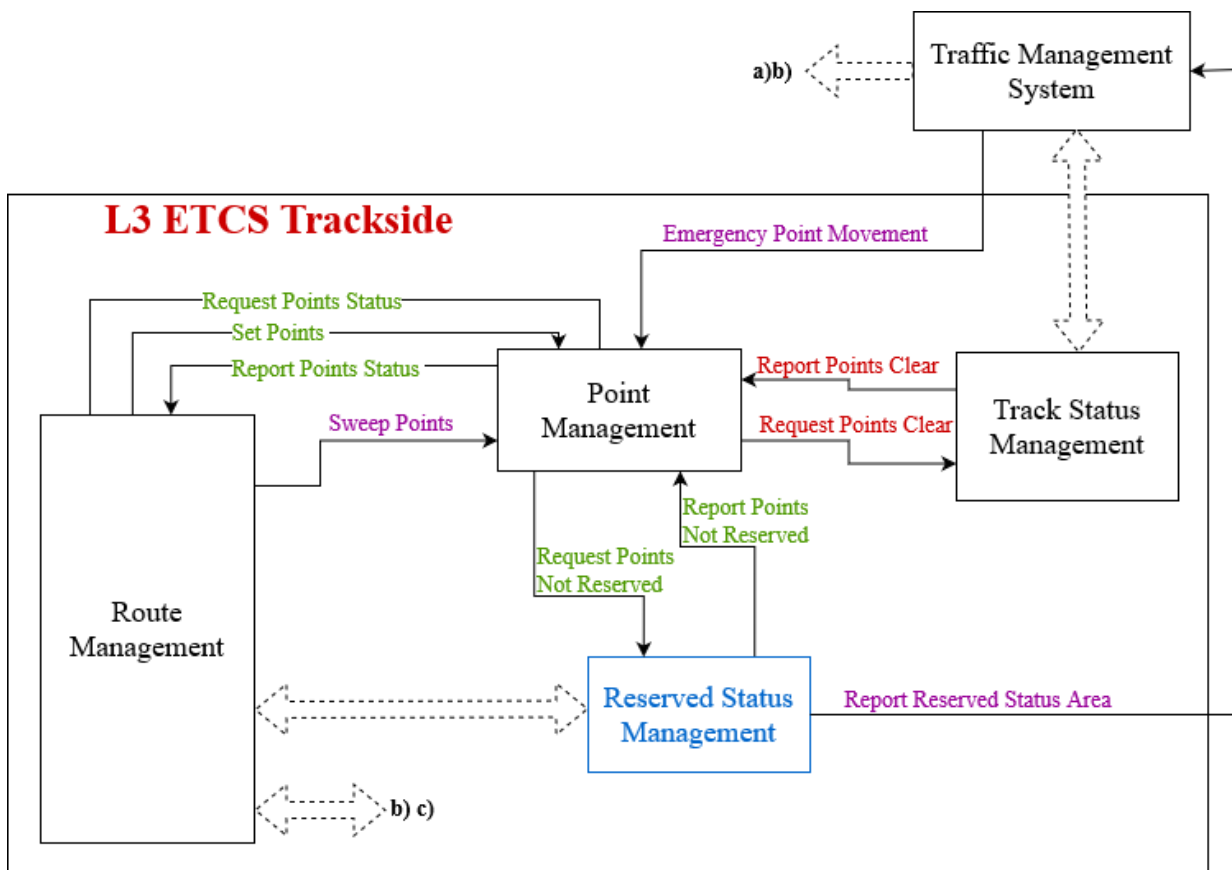 Traffic Management
System
a)b)
L3 ETCS Trackside
Emergency Point Movement
Request Points Status
Set Points
Report Points Status
Point
Management
Report Points Clear
Request Points Clear
Track Status
Management
Sweep Points
Report Points
Not Reserved
Request Points
Not Reserved
Route
Management
Reserved Status
Management
Report Reserved Status Area
b) c)